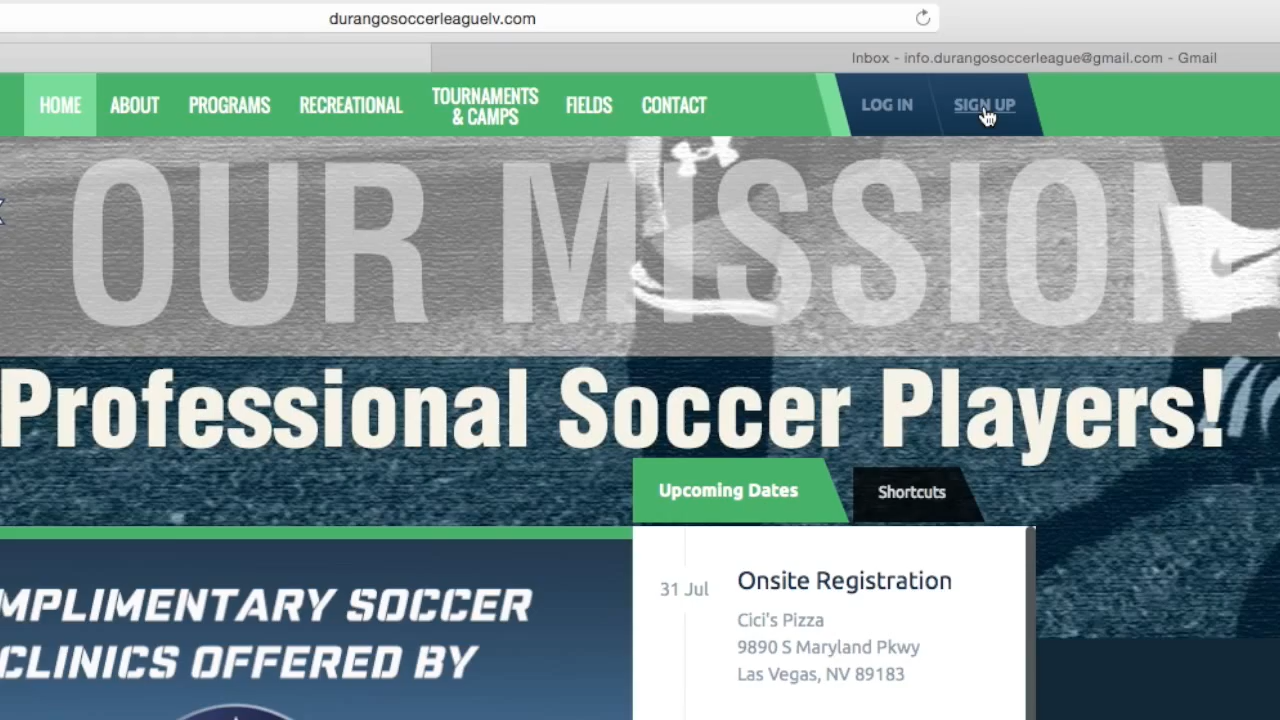 durangosoccerleaguelv.com
Inbox - info.durangosoccerleague@gmail.com - Gmail
HOME
ABOUT
PROGRAMS
RECREATIONAL
TOURNAMENTS
& CAMPS
FIELDS
CONTACT
LOG IN
SIGN UP
OUR MISSION
Professional Soccer Players!
Upcoming Dates
Shortcuts
MPLIMENTARY SOCCER
CLINICS OFFERED BY
31 Jul
Onsite Registration
Cici's Pizza
9890 S Maryland Pkwy
Las Vegas, NV 89183